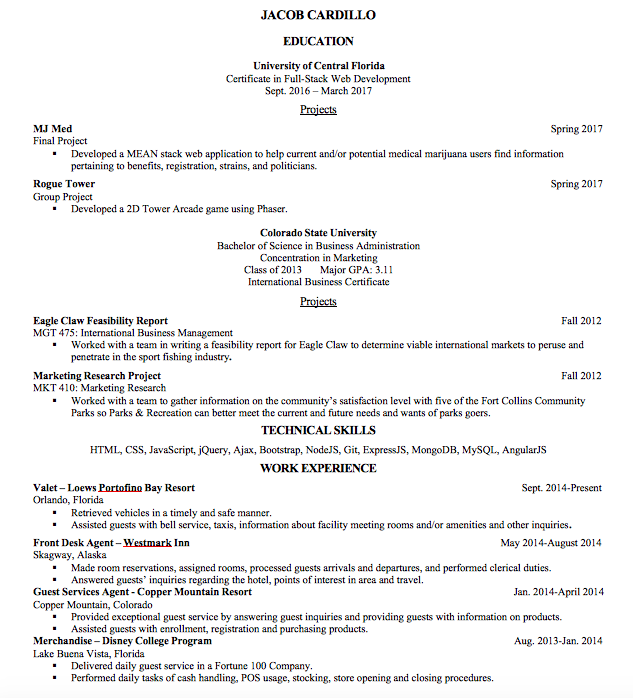 JACOB CARDILLO
EDUCATION
University of Central Florida
Certificate in Full-Stack Web Development
Sept. 2016 – March 2017
Projects
MJ Med Spring 2017
Final Project
▪ Developed a MEAN stack web application to help current and/or potential medical marijuana users find information
pertaining to benefits, registration, strains, and politicians.
Rogue Tower Spring 2017
Group Project
▪ Developed a 2D Tower Arcade game using Phaser.
Colorado State University
Bachelor of Science in Business Administration
Concentration in Marketing
Class of 2013 Major GPA: 3.11
International Business Certificate
Projects
Eagle Claw Feasibility Report Fall 2012
MGT 475: International Business Management
▪ Worked with a team in writing a feasibility report for Eagle Claw to determine viable international markets to peruse and
penetrate in the sport fishing industry.
Marketing Research Project Fall 2012
MKT 410: Marketing Research
▪ Worked with a team to gather information on the community's satisfaction level with five of the Fort Collins Community
Parks so Parks & Recreation can better meet the current and future needs and wants of parks goers.
TECHNICAL SKILLS
HTML, CSS, JavaScript, jQuery, Ajax, Bootstrap, NodeJS, Git, ExpressJS, MongoDB, MySQL, AngularJS
WORK EXPERIENCE
Valet – Loews Portofino Bay Resort Sept. 2014-Present
Orlando, Florida
▪ Retrieved vehicles in a timely and safe manner.
▪ Assisted guests with bell service, taxis, information about facility meeting rooms and/or amenities and other inquiries.
Front Desk Agent – Westmark Inn May 2014-August 2014
Skagway, Alaska
▪ Made room reservations, assigned rooms, processed guests arrivals and departures, and performed clerical duties.
▪ Answered guests' inquiries regarding the hotel, points of interest in area and travel.
Guest Services Agent - Copper Mountain Resort Jan. 2014-April 2014
Copper Mountain, Colorado
▪ Provided exceptional guest service by answering guest inquiries and providing guests with information on products.
▪ Assisted guests with enrollment, registration and purchasing products.
Merchandise – Disney College Program Aug. 2013-Jan. 2014
Lake Buena Vista, Florida
▪ Delivered daily guest service in a Fortune 100 Company.
▪ Performed daily tasks of cash handling, POS usage, stocking, store opening and closing procedures.